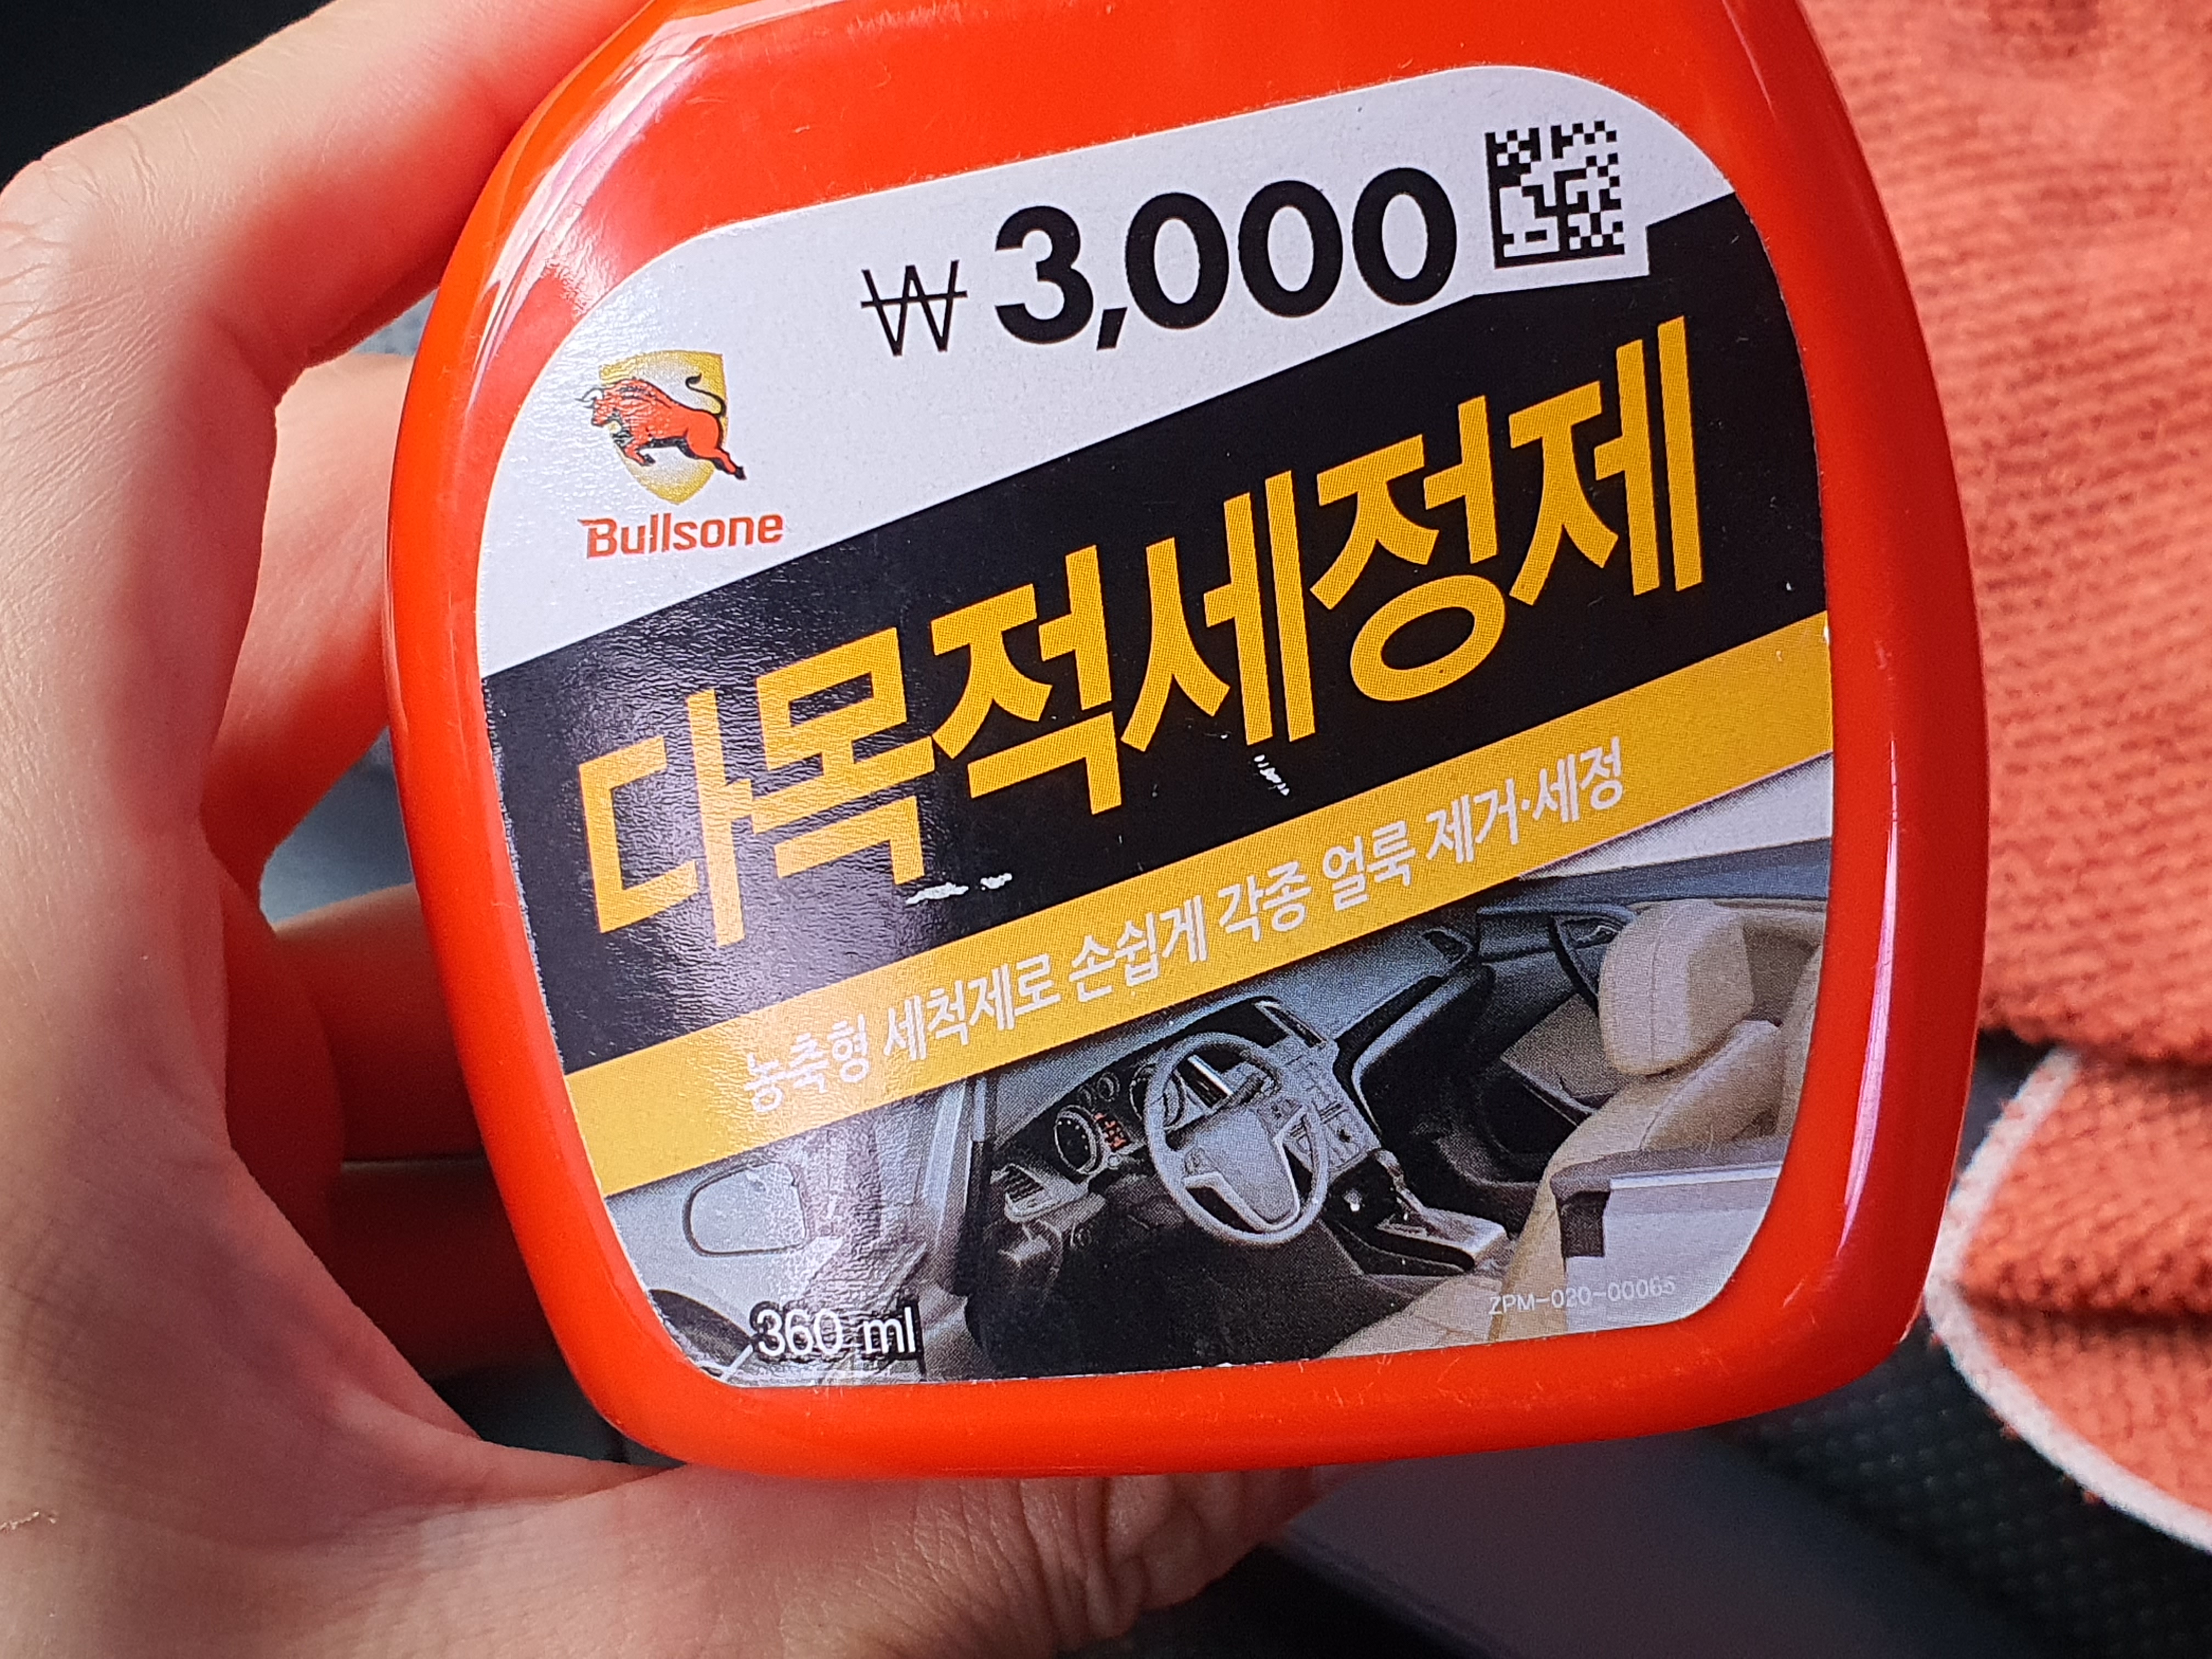 ₩3,000
Bullsone
다목적세정제
농축형 세척제로 손쉽게 각종 얼룩 제거·세정
360 ml
ZPM-020-00065